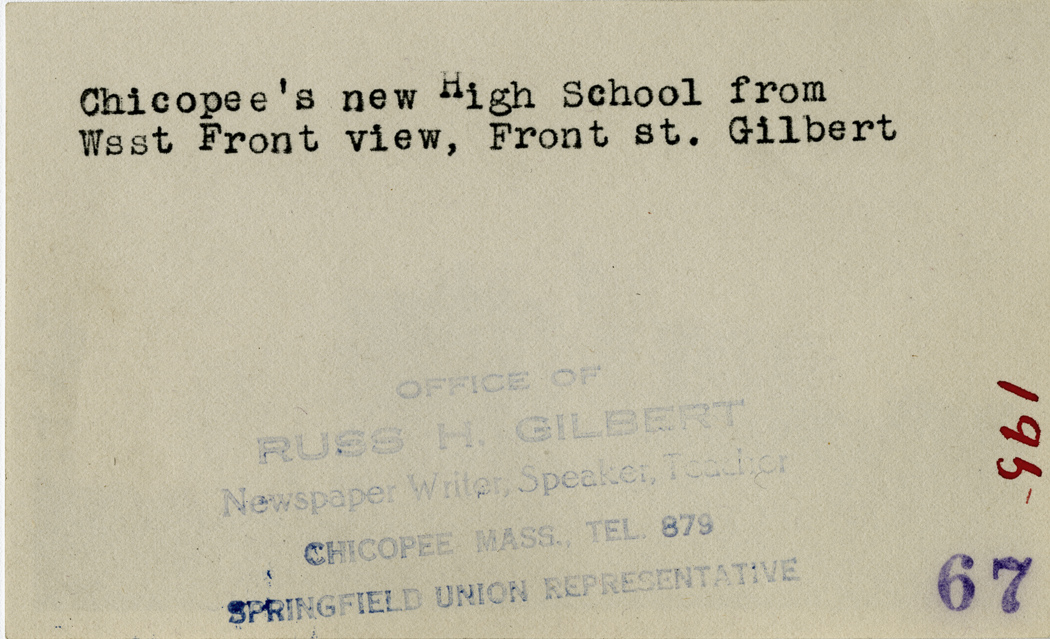 Chicopee's new High School from
Wsst Front view, Front st. Gilbert
OFFICE OF
RUSS H. GILBERT
Newspaper Writer, Speaker, Teacher
CHICOPEE MASS., TEL. 879
SPRINGFIELD UNION REPRESENTATIVE
195-
67